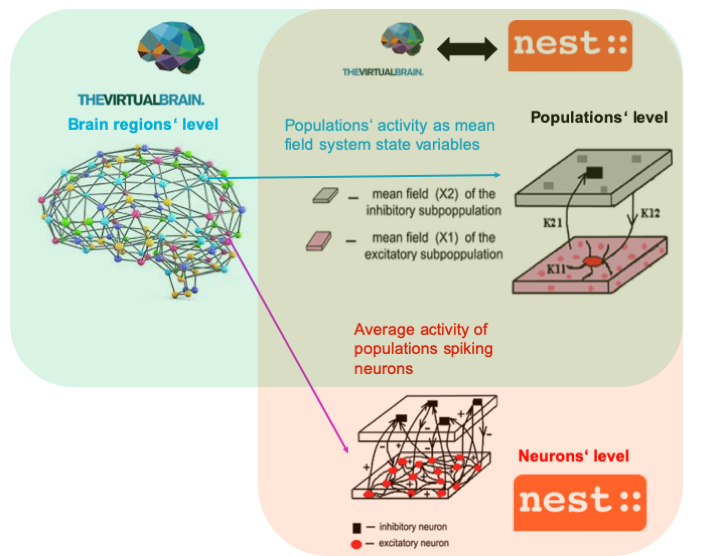 THEVIRTUALBRAIN.
Brain regions‘ level
THEVIRTUALBRAIN.
nest::
Populations‘ activity as mean
field system state variables
Populations‘ level
mean field (X2) of the
inhibitory subpoppulation
mean field (X1) of the
excitatory subpoppulation
K21
K12
K11
Average activity of
populations spiking
neurons
+
-
-
-
+
+
-
+
+
Neurons‘ level
nest::
— inhibitory neuron
— excitatory neuron